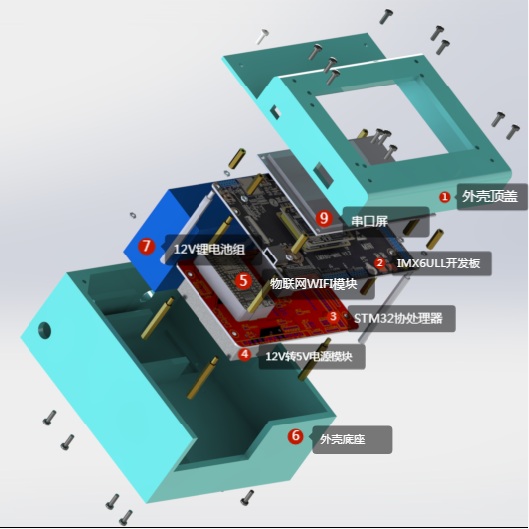 1 外壳顶盖
9 串口屏
7 12V锂电池组
2 IMX6ULL开发板
5 物联网WIFI模块
3 STM32协处理器
4 12V转5V电源模块
6 外壳底座